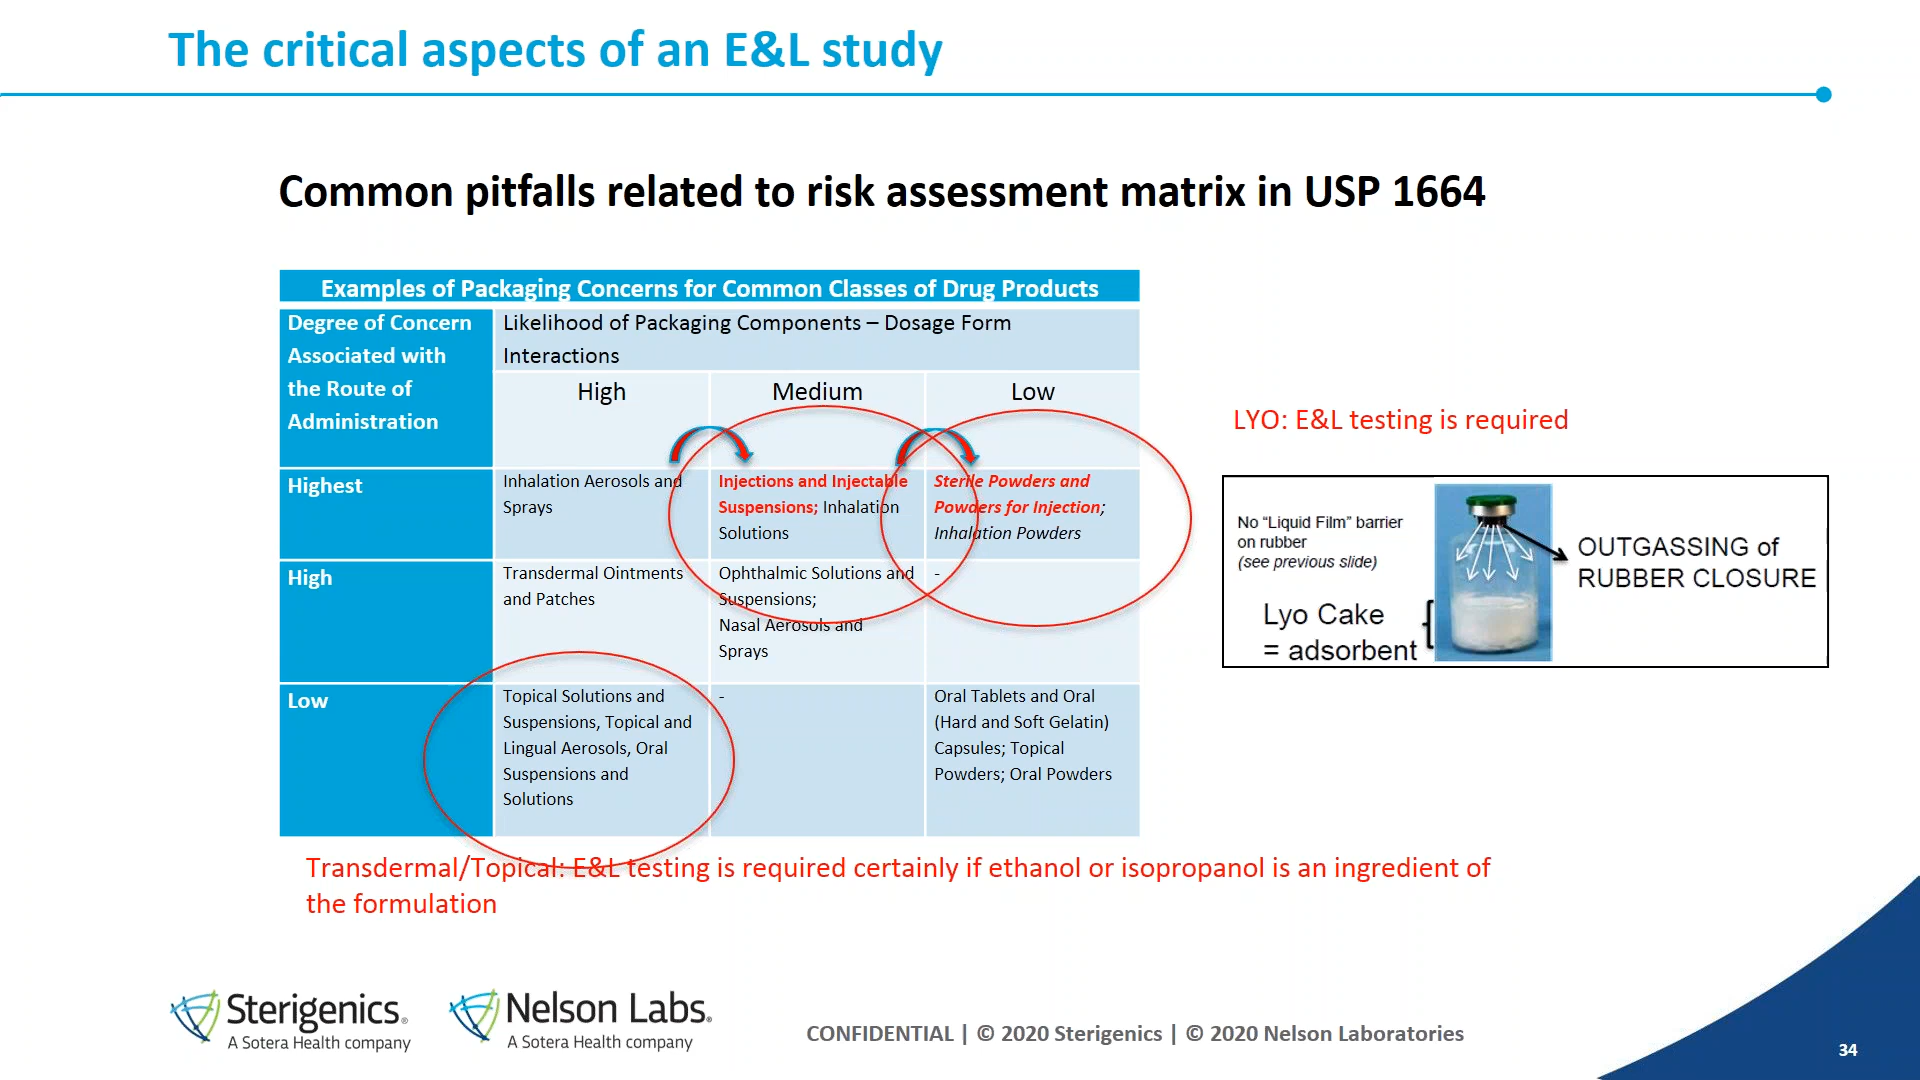 The critical aspects of an E&L study
Common pitfalls related to risk assessment matrix in USP 1664
Examples of Packaging Concerns for Common Classes of Drug Products
Degree of Concern
Associated with
the Route of
Administration
Likelihood of Packaging Components – Dosage Form
Interactions
High
Medium
Low
Highest
Inhalation Aerosols and
Sprays
Injections and Injectable
Suspensions; Inhalation
Solutions
Sterile Powders and
Powders for Injection;
Inhalation Powders
High
Transdermal Ointments
and Patches
Ophthalmic Solutions and
Suspensions;
Nasal Aerosols and
Sprays
-
Low
Topical Solutions and
Suspensions, Topical and
Lingual Aerosols, Oral
Suspensions and
Solutions
-
Oral Tablets and Oral
(Hard and Soft Gelatin)
Capsules; Topical
Powders; Oral Powders
LYO: E&L testing is required
No “Liquid Film” barrier
on rubber
(see previous slide)
Lyo Cake
= adsorbent
OUTGASSING of
RUBBER CLOSURE
Transdermal/Topical: E&L testing is required certainly if ethanol or isopropanol is an ingredient of
the formulation
Sterigenics®
A Sotera Health company
Nelson Labs®
A Sotera Health company
CONFIDENTIAL | © 2020 Sterigenics | © 2020 Nelson Laboratories
34